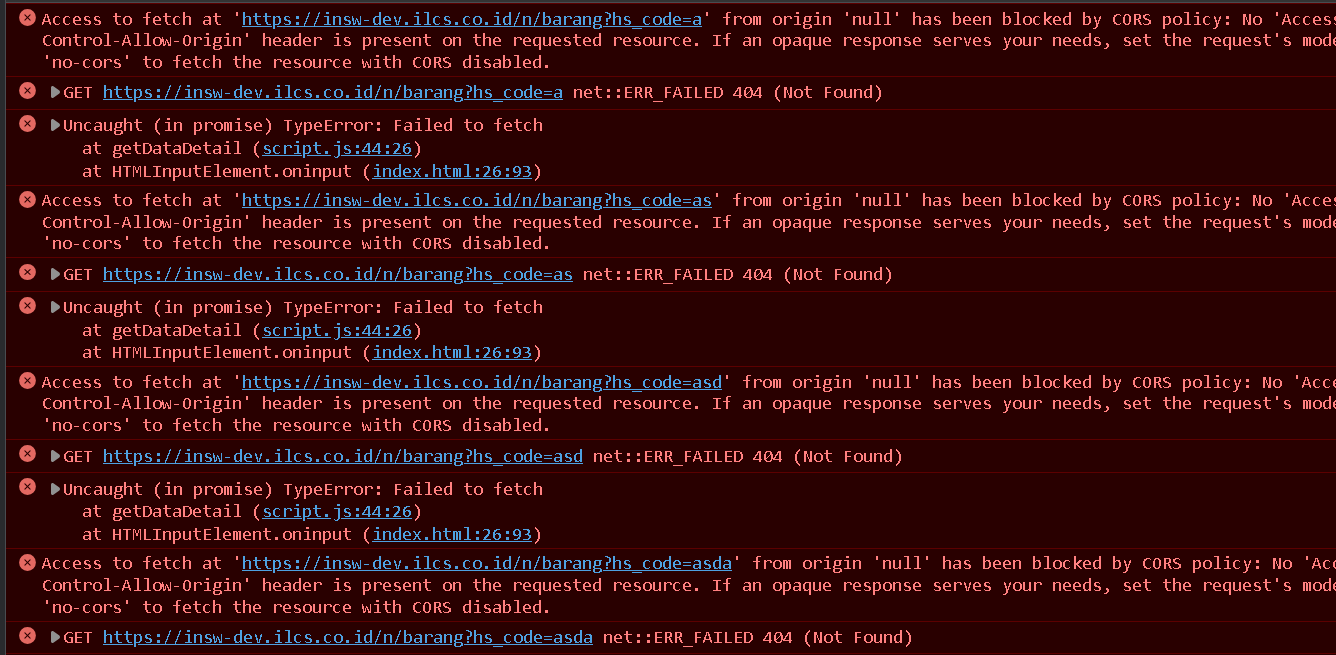 Access to fetch at 'https://insw-dev.ilcs.co.id/n/barang?hs_code=a' from origin 'null' has been blocked by CORS policy: No 'Access
Control-Allow-Origin' header is present on the requested resource. If an opaque response serves your needs, set the request's mode
'no-cors' to fetch the resource with CORS disabled.
GET https://insw-dev.ilcs.co.id/n/barang?hs_code=a net::ERR_FAILED 404 (Not Found)
Uncaught (in promise) TypeError: Failed to fetch
at getDataDetail (script.js:44:26)
at HTMLInputElement.oninput (index.html:26:93)
Access to fetch at 'https://insw-dev.ilcs.co.id/n/barang?hs_code=as' from origin 'null' has been blocked by CORS policy: No 'Acces
Control-Allow-Origin' header is present on the requested resource. If an opaque response serves your needs, set the request's mode
'no-cors' to fetch the resource with CORS disabled.
GET https://insw-dev.ilcs.co.id/n/barang?hs_code=as net::ERR_FAILED 404 (Not Found)
Uncaught (in promise) TypeError: Failed to fetch
at getDataDetail (script.js:44:26)
at HTMLInputElement.oninput (index.html:26:93)
Access to fetch at 'https://insw-dev.ilcs.co.id/n/barang?hs_code=asd' from origin 'null' has been blocked by CORS policy: No 'Acce
Control-Allow-Origin' header is present on the requested resource. If an opaque response serves your needs, set the request's mode
'no-cors' to fetch the resource with CORS disabled.
GET https://insw-dev.ilcs.co.id/n/barang?hs_code=asd net::ERR_FAILED 404 (Not Found)
Uncaught (in promise) TypeError: Failed to fetch
at getDataDetail (script.js:44:26)
at HTMLInputElement.oninput (index.html:26:93)
Access to fetch at 'https://insw-dev.ilcs.co.id/n/barang?hs_code=asda' from origin 'null' has been blocked by CORS policy: No 'Acc
Control-Allow-Origin' header is present on the requested resource. If an opaque response serves your needs, set the request's mode
'no-cors' to fetch the resource with CORS disabled.
GET https://insw-dev.ilcs.co.id/n/barang?hs_code=asda net::ERR_FAILED 404 (Not Found)